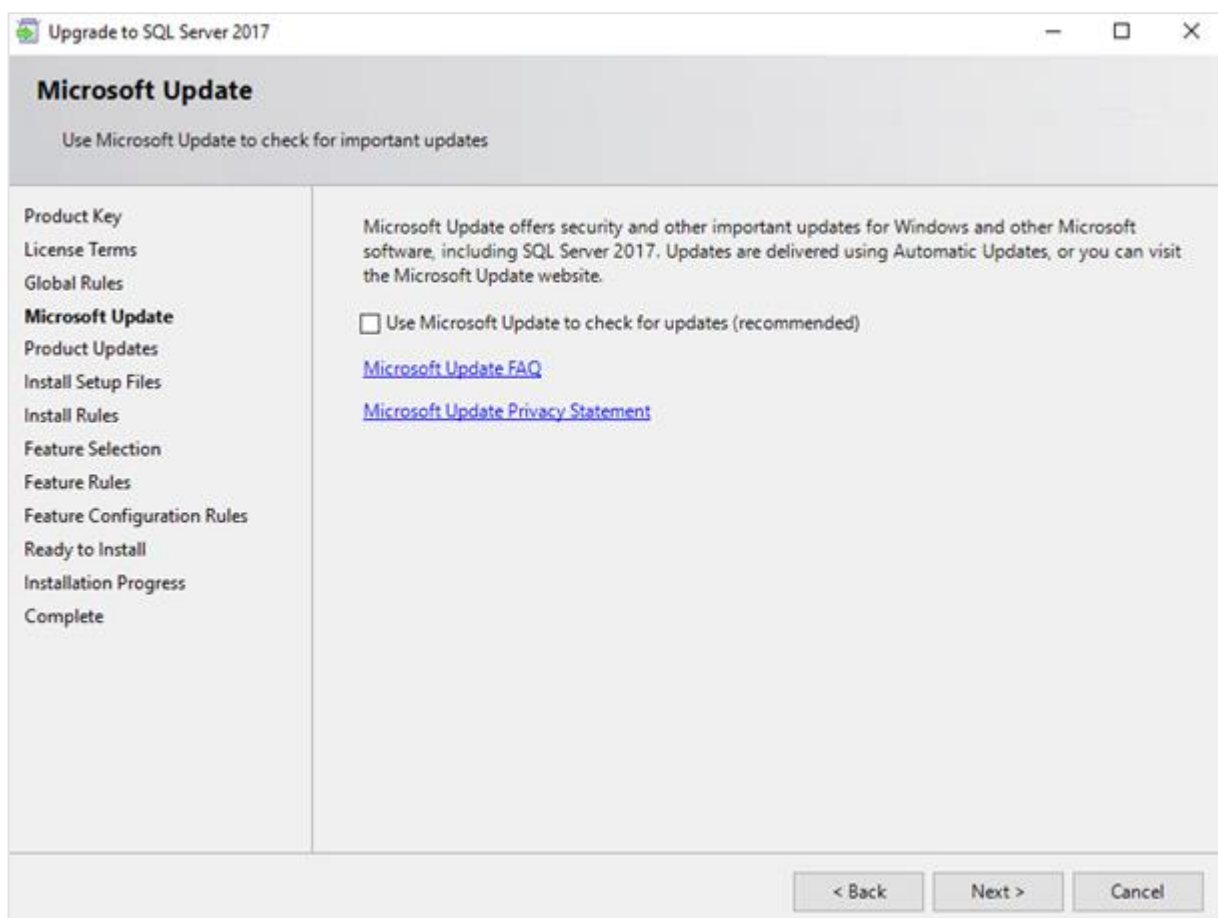 Upgrade to SQL Server 2017
Microsoft Update
Use Microsoft Update to check for important updates
Product Key
License Terms
Global Rules
Microsoft Update
Product Updates
Install Setup Files
Install Rules
Feature Selection
Feature Rules
Feature Configuration Rules
Ready to Install
Installation Progress
Complete
Microsoft Update offers security and other important updates for Windows and other Microsoft
software, including SQL Server 2017. Updates are delivered using Automatic Updates, or you can visit
the Microsoft Update website.
Use Microsoft Update to check for updates (recommended)
Microsoft Update FAQ
Microsoft Update Privacy Statement
< Back Next > Cancel